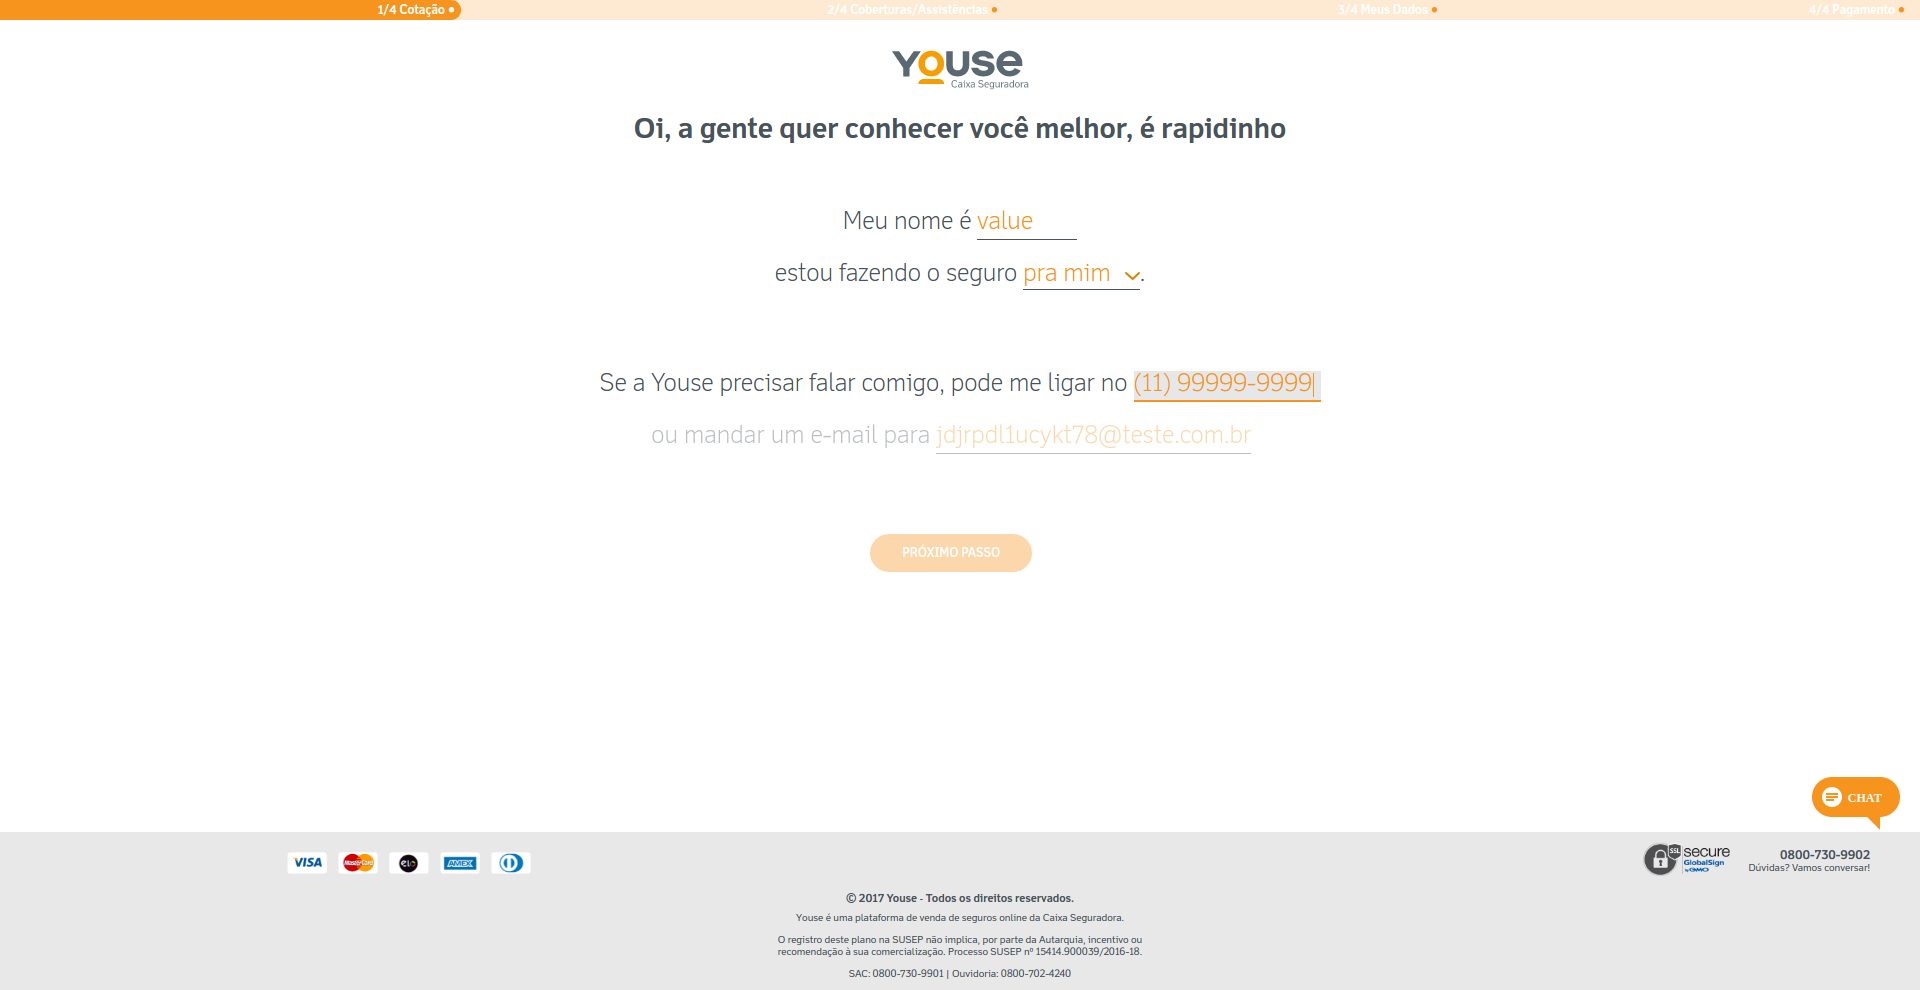 1/4 Cotação
2/4 Coberturas/Assistências
3/4 Meus Dados
4/4 Pagamento
Youse
Caixa Seguradora
Oi, a gente quer conhecer você melhor, é rapidinho
Meu nome é value
estou fazendo o seguro pra mim .
Se a Youse precisar falar comigo, pode me ligar no (11) 99999-9999
ou mandar um e-mail para jdjrpdl1ucykt78@teste.com.br
PRÓXIMO PASSO
CHAT
VISA
MasterCard
elo
AMEX
SSL
secure
GlobalSign
by GMO
0800-730-9902
Dúvidas? Vamos conversar!
© 2017 Youse - Todos os direitos reservados.
Youse é uma plataforma de venda de seguros online da Caixa Seguradora.
O registro deste plano na SUSEP não implica, por parte da Autarquia, incentivo ou
recomendação à sua comercialização. Processo SUSEP nº 15414.900039/2016-18.
SAC: 0800-730-9901 | Ouvidoria: 0800-702-4240